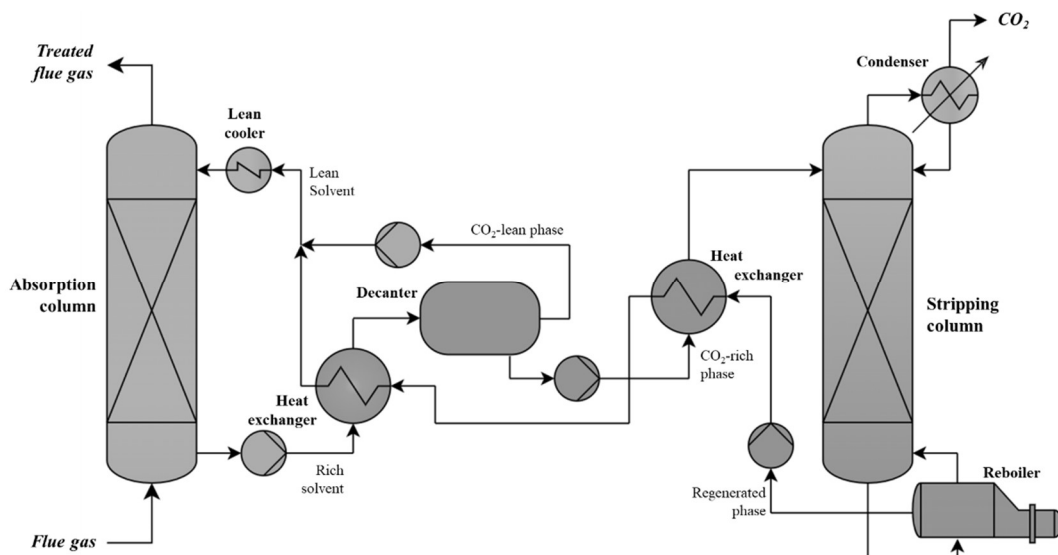 CO₂
Treated
flue gas
Condenser
Lean
cooler
Lean
Solvent
CO₂-lean phase
Heat
exchanger
Absorption
column
Decanter
Stripping
column
CO₂-rich
phase
Heat
exchanger
Rich
solvent
Reboiler
Regenerated
phase
Flue gas